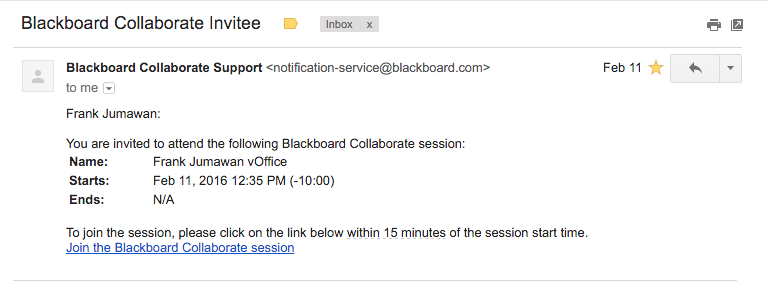 Blackboard Collaborate Invitee
Inbox x
Blackboard Collaborate Support <notification-service@blackboard.com> Feb 11
to me
Frank Jumawan:
You are invited to attend the following Blackboard Collaborate session:
Name: Frank Jumawan vOffice
Starts: Feb 11, 2016 12:35 PM (-10:00)
Ends: N/A
To join the session, please click on the link below within 15 minutes of the session start time.
Join the Blackboard Collaborate session